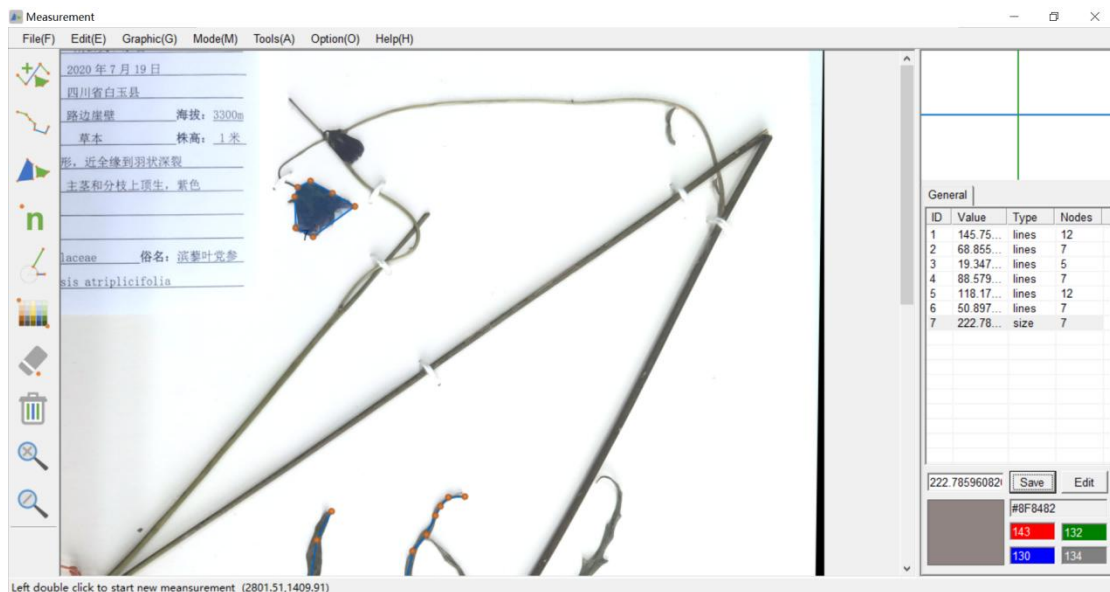 Measurement
File(F) Edit(E) Graphic(G) Mode(M) Tools(A) Option(O) Help(H)
2020年7月19日
四川省白玉县
路边崖壁 海拔: 3300m
草本 株高: 1米
形，近全缘到羽状深裂
主茎和分枝上顶生，紫色
laceae 俗名: 滨藜叶党参
sis atriplicifolia
n
General
ID Value Type Nodes
1 145.75... lines 12
2 68.855... lines 7
3 19.347... lines 5
4 88.579... lines 7
5 118.17... lines 12
6 50.897... lines 7
7 222.78... size 7
222.78596082 Save Edit
#8F8482
143 132
130 134
Left double click to start new meansurement (2801.51,1409.91)